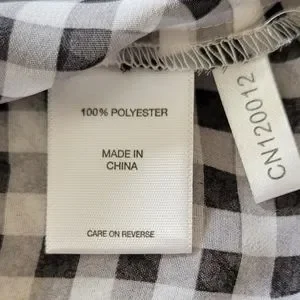 100% POLYESTER
MADE IN
CHINA
CARE ON REVERSE
CN120012